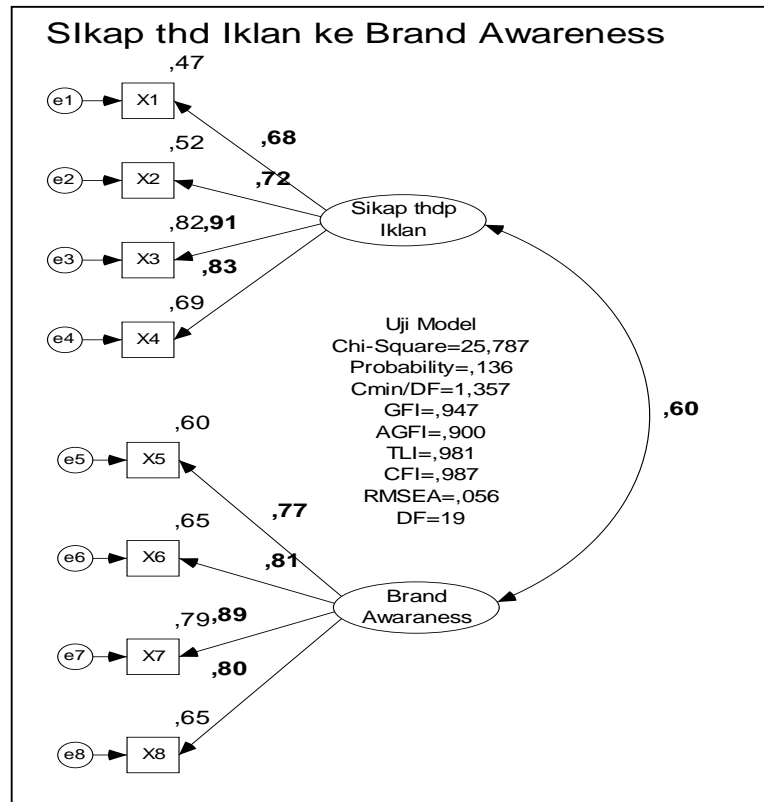 SIkap thd Iklan ke Brand Awareness
,47
e1 X1
,68
,52
e2 X2
,72
Sikap thdp
Iklan
,82 ,91
e3 X3
,83
,69
e4 X4
Uji Model
Chi-Square=25,787
Probability=,136
Cmin/DF=1,357
GFI=,947
AGFI=,900
TLI=,981
CFI=,987
RMSEA=,056
DF=19
,60
,60
e5 X5
,77
,65
e6 X6
,81
Brand
Awaraness
,79 ,89
e7 X7
,80
,65
e8 X8